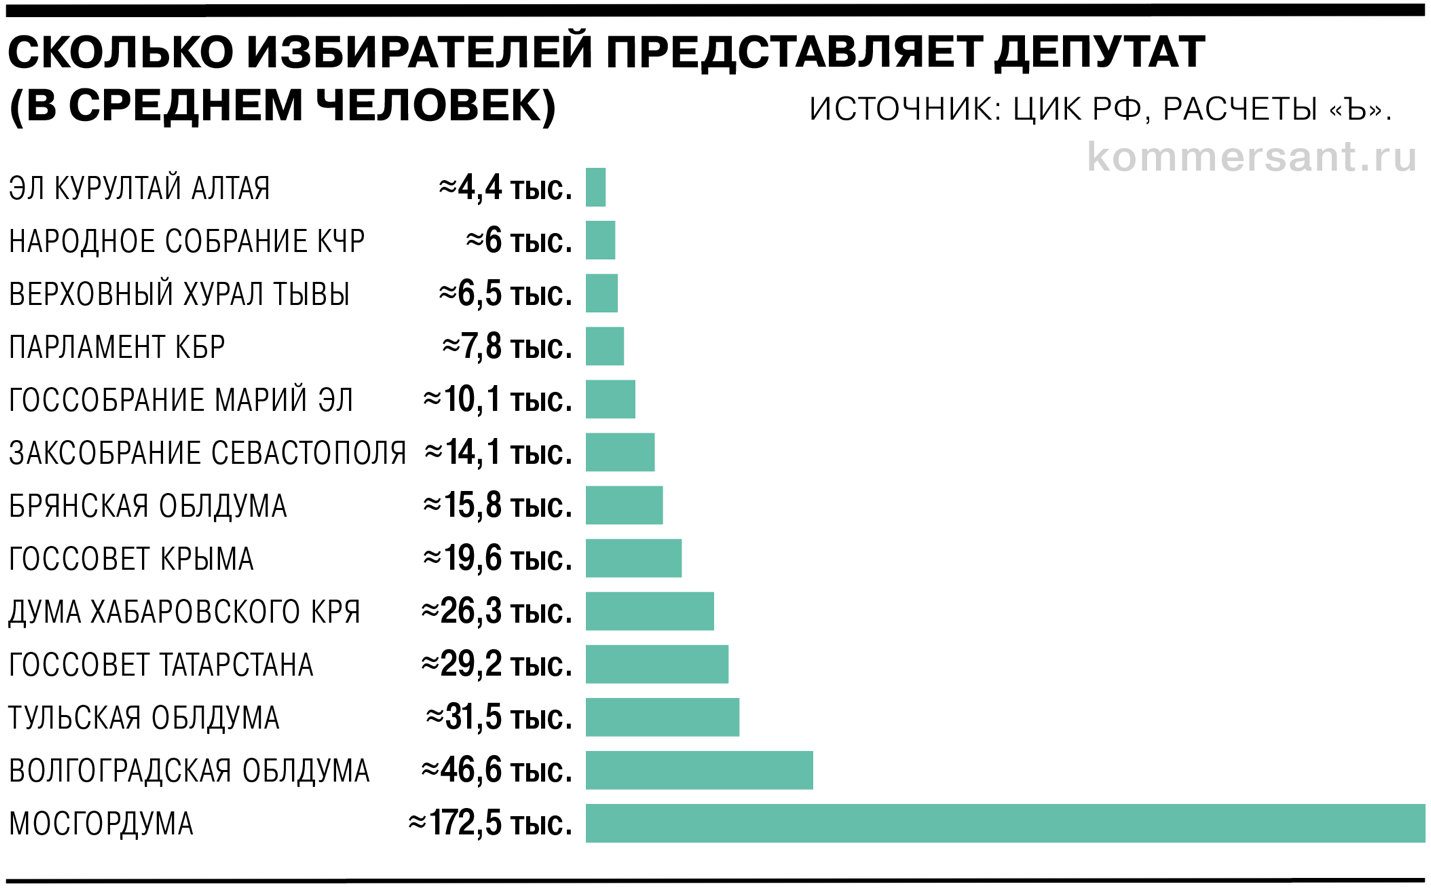 СКОЛЬКО ИЗБИРАТЕЛЕЙ ПРЕДСТАВЛЯЕТ ДЕПУТАТ
(В СРЕДНЕМ ЧЕЛОВЕК)
ИСТОЧНИК: ЦИК РФ, РАСЧЕТЫ «Ъ».
kommersant.ru
ЭЛ КУРУЛТАЙ АЛТАЯ ≈4,4 тыс.
НАРОДНОЕ СОБРАНИЕ КЧР ≈6 тыс.
ВЕРХОВНЫЙ ХУРАЛ ТЫВЫ ≈6,5 тыс.
ПАРЛАМЕНТ КБР ≈7,8 тыс.
ГОССОБРАНИЕ МАРИЙ ЭЛ ≈10,1 тыс.
ЗАКСОБРАНИЕ СЕВАСТОПОЛЯ ≈14,1 тыс.
БРЯНСКАЯ ОБЛДУМА ≈15,8 тыс.
ГОССОВЕТ КРЫМА ≈19,6 тыс.
ДУМА ХАБАРОВСКОГО КРЯ ≈26,3 тыс.
ГОССОВЕТ ТАТАРСТАНА ≈29,2 тыс.
ТУЛЬСКАЯ ОБЛДУМА ≈31,5 тыс.
ВОЛГОГРАДСКАЯ ОБЛДУМА ≈46,6 тыс.
МОСГОРДУМА ≈172,5 тыс.